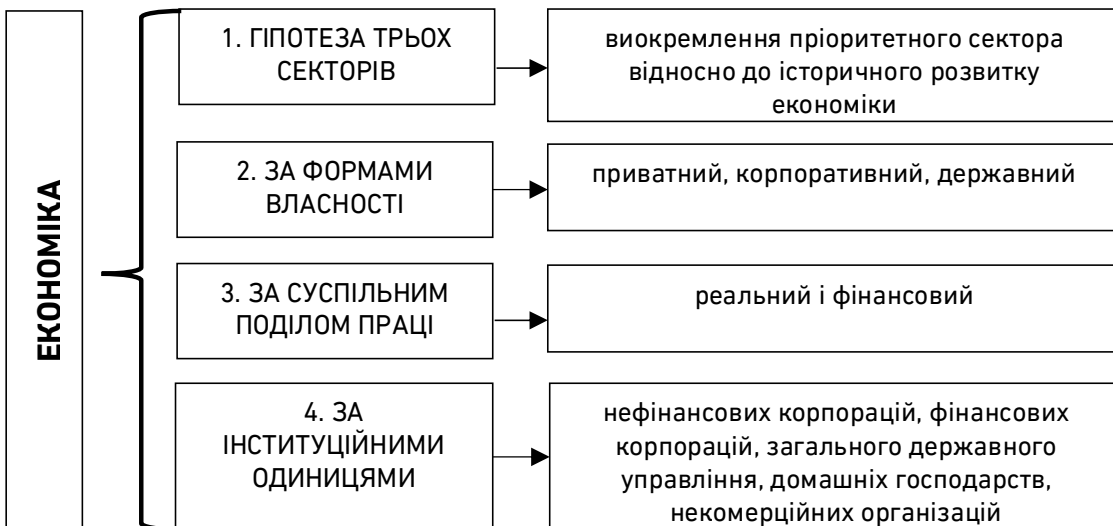 ЕКОНОМІКА
1. ГІПОТЕЗА ТРЬОХ
СЕКТОРІВ
виокремлення пріоритетного сектора
відносно до історичного розвитку
економіки
2. ЗА ФОРМАМИ
ВЛАСНОСТІ
приватний, корпоративний, державний
3. ЗА СУСПІЛЬНИМ
ПОДІЛОМ ПРАЦІ
реальний і фінансовий
4. ЗА
ІНСТИТУЦІЙНИМИ
ОДИНИЦЯМИ
нефінансових корпорацій, фінансових
корпорацій, загального державного
управління, домашніх господарств,
некомерційних організацій